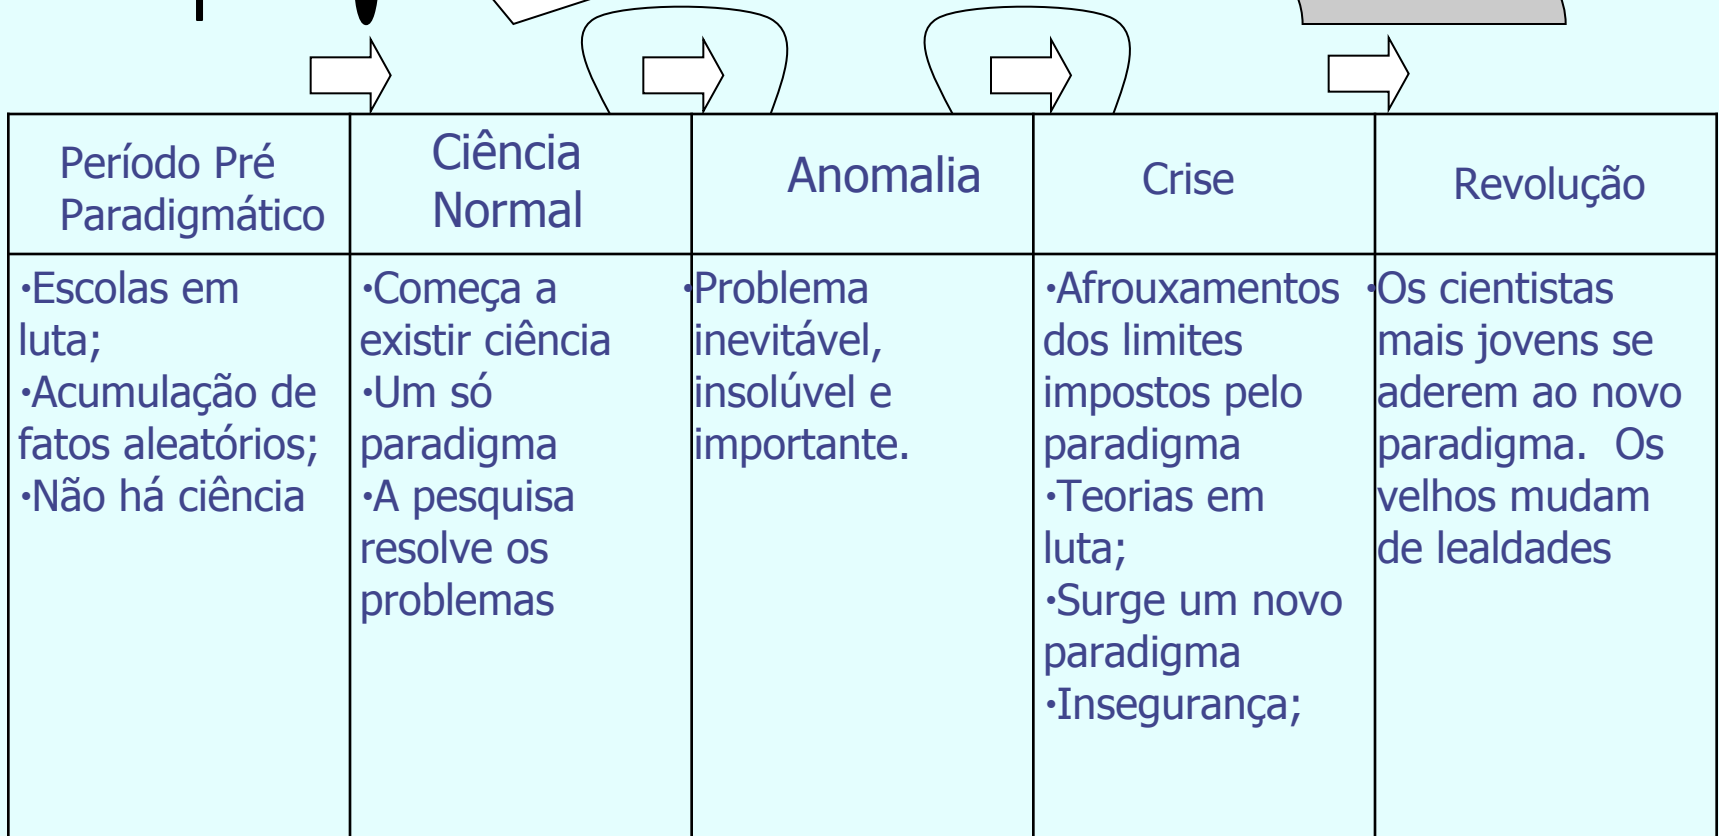 Período Pré
Paradigmático
Ciência
Normal
Anomalia
Crise
Revolução
·Escolas em
luta;
·Acumulação de
fatos aleatórios;
·Não há ciência
·Começa a
existir ciência
·Um só
paradigma
·A pesquisa
resolve os
problemas
·Problema
inevitável,
insolúvel e
importante.
·Afrouxamentos
dos limites
impostos pelo
paradigma
·Teorias em
luta;
·Surge um novo
paradigma
·Insegurança;
·Os cientistas
mais jovens se
aderem ao novo
paradigma.  Os
velhos mudam
de lealdades